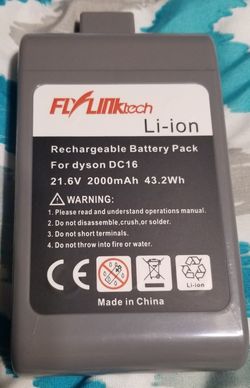 FLYLINKtech
Li-ion
Rechargeable Battery Pack
For dyson DC16
21.6V 2000mAh 43.2Wh
WARNING:
1. Please read and understand operations manual.
2. Do not disassemble,crush,or shield.
3. Do not short terminals.
4. Do not throw into fire or water.
Li-ion
Made in China